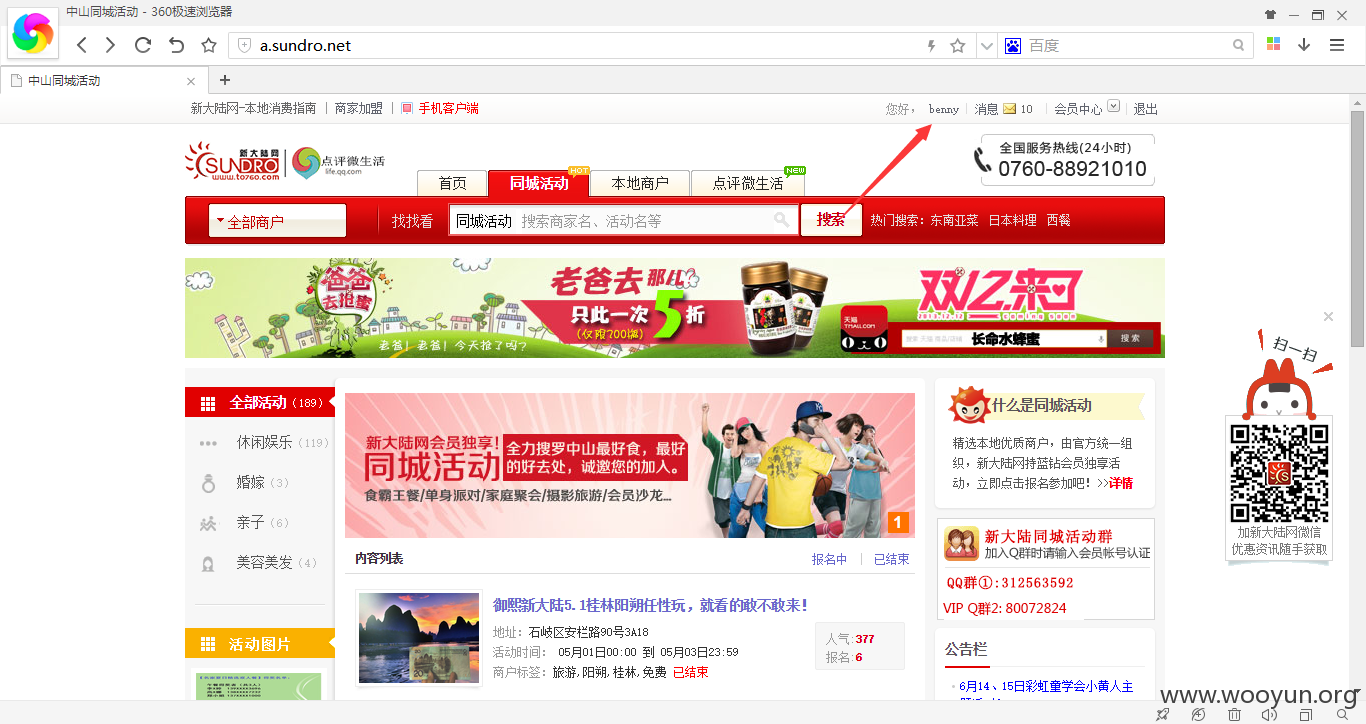 中山同城活动 - 360极速浏览器
a.sundro.net
百度
中山同城活动
新大陆网-本地消费指南 | 商家加盟 | 手机客户端
您好， benny | 消息 10 | 会员中心 | 退出
新大陆网
SUNDRO
www.to760.com
点评微生活
life.qq.com
全国服务热线(24小时)
0760-88921010
首页
同城活动
HOT
本地商户
点评微生活
NEW
全部商户
找找看
同城活动 搜索商家名、活动名等
搜索
热门搜索: 东南亚菜 日本料理 西餐
爸爸去抢蜜
老爸去那儿?
只此一次5折
(仅限700瓶)
老爸! 老爸! 今天抢了吗?
天猫
TMALL.COM
双12来了
长命水蜂蜜
搜索
扫一扫
全部活动 (189)
休闲娱乐 (119)
婚嫁 (3)
亲子 (6)
美容美发 (4)
活动图片
新大陆网会员独享!
同城活动
全力搜罗中山最好食，最好
的好去处，诚邀您的加入。
食霸王餐/单身派对/家庭聚会/摄影旅游/会员沙龙...
1
内容列表
报名中 | 已结束
御熙新大陆5.1桂林阳朔任性玩，就看的敢不敢来！
地址: 石岐区安栏路90号3A18
活动时间: 05月01日00:00 到 05月03日23:59
商户标签: 旅游,阳朔,桂林,免费 已结束
人气:377
报名:6
什么是同城活动
精选本地优质商户，由官方统一组
织，新大陆网持蓝钻会员独享活
动，立即点击报名参加吧! >>详情
新大陆同城活动群
加入Q群时请输入会员帐号认证
QQ群①:312563592
VIP QQ群2: 80072824
公告栏
6月14、15日彩虹童学会小黄人主
加新大陆网微信
优惠资讯随手获取
www.wooyun.org